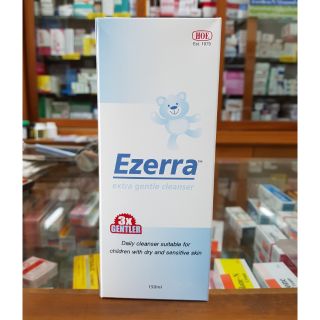 HOE
Est. 1975
Ezerra™
extra gentle cleanser
3x
GENTLER
Daily cleanser suitable for
children with dry and sensitive skin
150ml